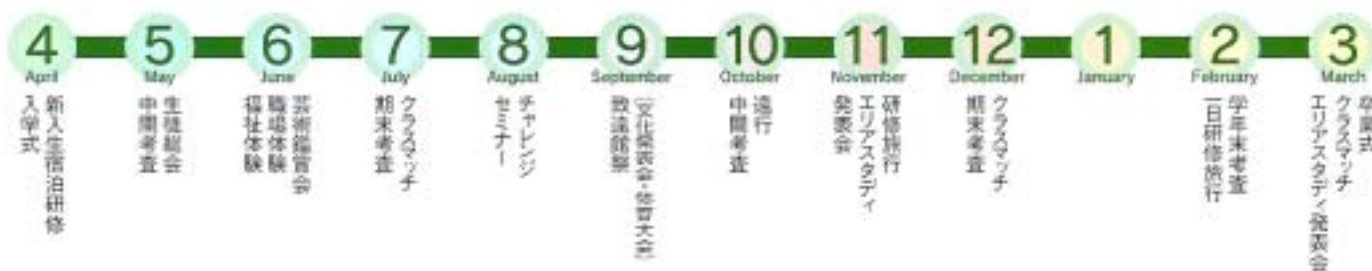 4
April
新入生宿泊研修
入学式
5
May
生徒総会
中間考査
6
June
芸術鑑賞会
職場体験
福祉体験
7
July
クラスマッチ
期末考査
8
August
チャレンジ
セミナー
9
September
(文化発表会・体育大会)
致遠館祭
10
October
遠行
中間考査
11
November
研修旅行
エリアスタディ
発表会
12
December
クラスマッチ
期末考査
1
January
2
February
学年末考査
一日研修旅行
3
March
卒業式
クラスマッチ
エリアスタディ発表会